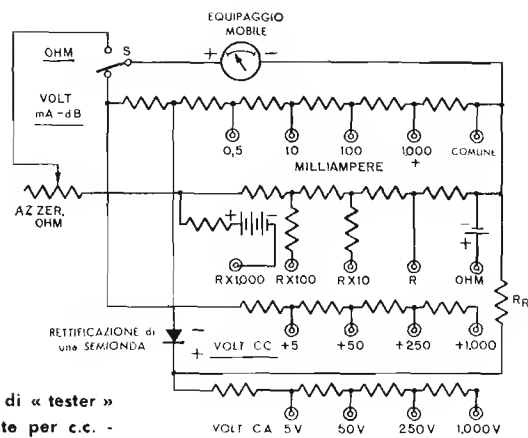 EQUIPAGGIO
MOBILE
OHM
S
+
-
VOLT
mA-dB
0,5
10
100
1,000
+
COMUNE
MILLIAMPERE
AZZER.
OHM
+
-
-
+
RX1,000
RX100
RX10
R
OHM
RR
RETTIFICAZIONE di
una SEMIONDA
-
+
VOLT CC
+5
+50
+250
+1,000
di « tester »
te per c.c. -
VOLT CA
5V
50V
250V
1,000V